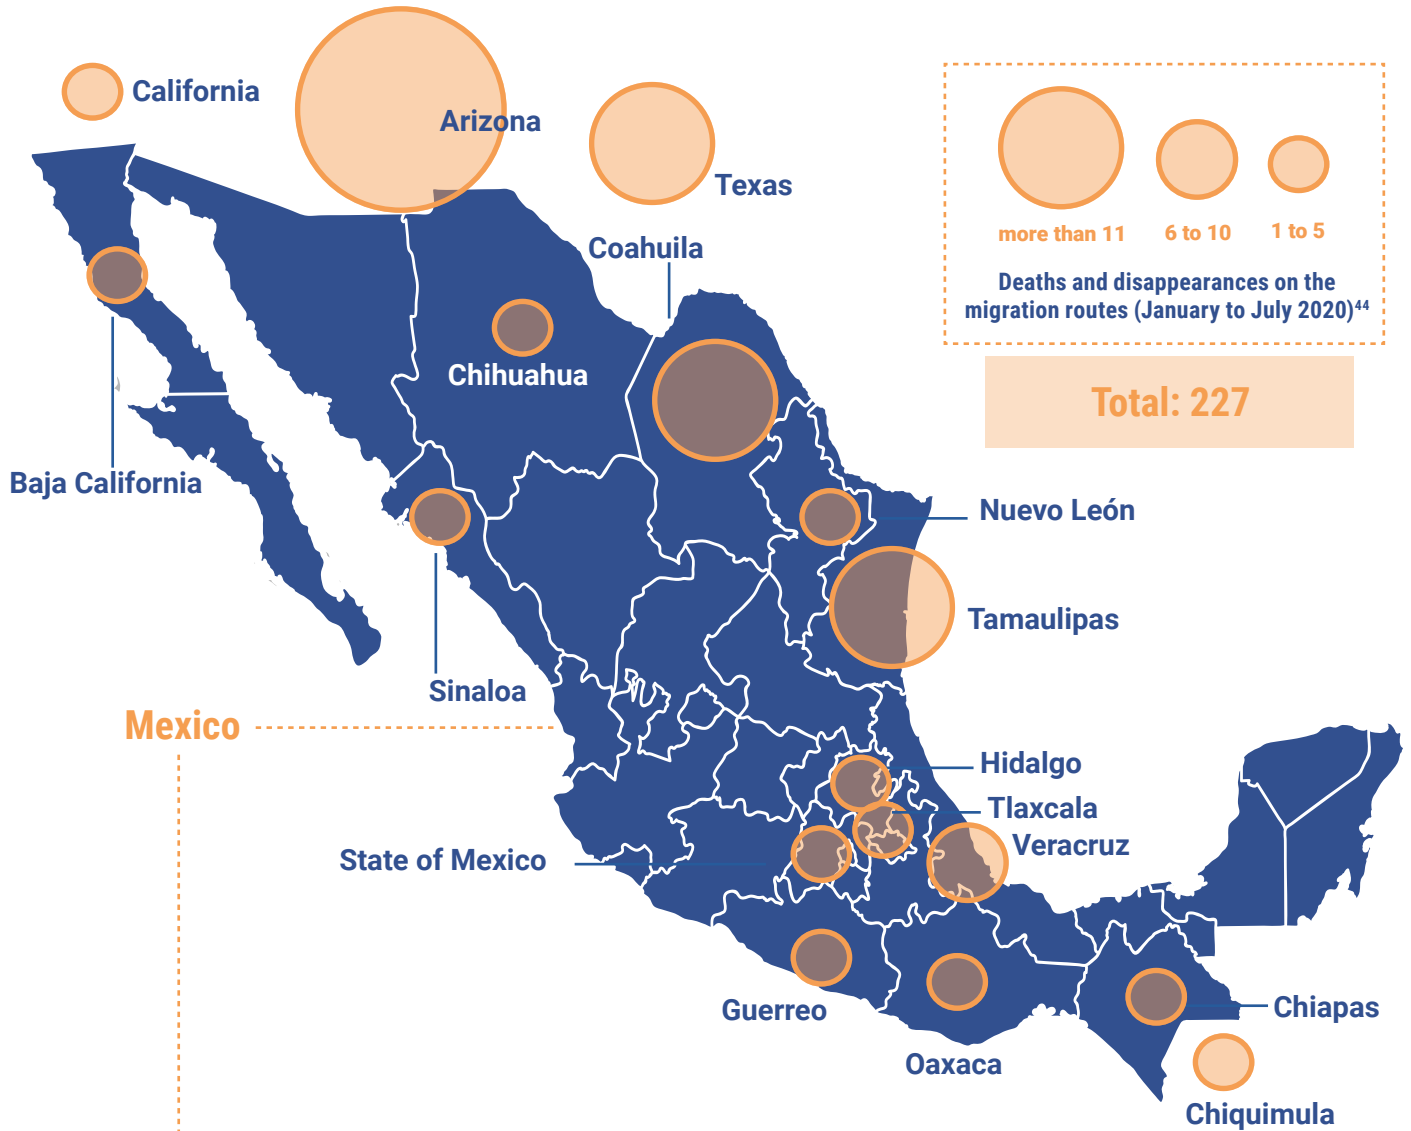 California
Arizona
Texas
Coahuila
more than 11
6 to 10
1 to 5
Deaths and disappearances on the
migration routes (January to July 2020)⁴⁴
Total: 227
Chihuahua
Baja California
Nuevo León
Tamaulipas
Sinaloa
Mexico
Hidalgo
Tlaxcala
Veracruz
State of Mexico
Guerreo
Chiapas
Oaxaca
Chiquimula